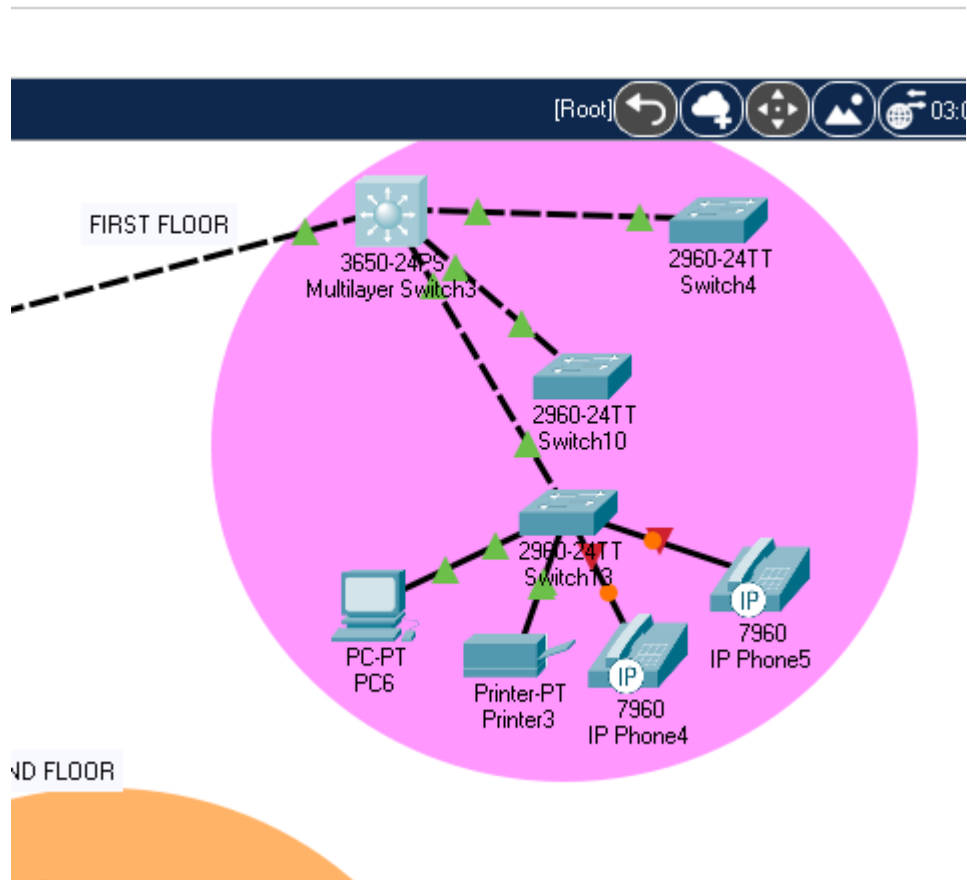 [Root]
03:0
FIRST FLOOR
3650-24PS
Multilayer Switch3
2960-24TT
Switch4
2960-24TT
Switch10
2960-24TT
Switch13
PC-PT
PC6
Printer-PT
Printer3
IP
7960
IP Phone4
IP
7960
IP Phone5
ND FLOOR